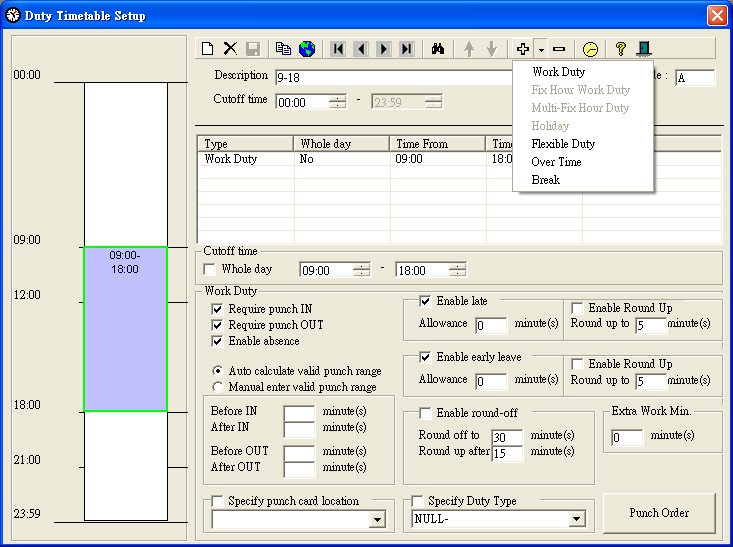 Duty Timetable Setup
Description 9-18 de : A
Cutoff time 00:00 - 23:59
Work Duty
Fix Hour Work Duty
Multi-Fix Hour Duty
Holiday
Flexible Duty
Over Time
Break
Type Whole day Time From Time
Work Duty No 09:00 18:0
00:00
09:00
09:00-
18:00
12:00
18:00
21:00
23:59
Cutoff time
Whole day 09:00 - 18:00
Work Duty
Require punch IN
Require punch OUT
Enable absence
Auto calculate valid punch range
Manual enter valid punch range
Before IN minute(s)
After IN minute(s)
Before OUT minute(s)
After OUT minute(s)
Enable late
Allowance 0 minute(s)
Enable Round Up
Round up to 5 minute(s)
Enable early leave
Allowance 0 minute(s)
Enable Round Up
Round up to 5 minute(s)
Enable round-off
Round off to 30 minute(s)
Round up after 15 minute(s)
Extra Work Min.
0 minute(s)
Specify punch card location
Specify Duty Type
NULL-
Punch Order